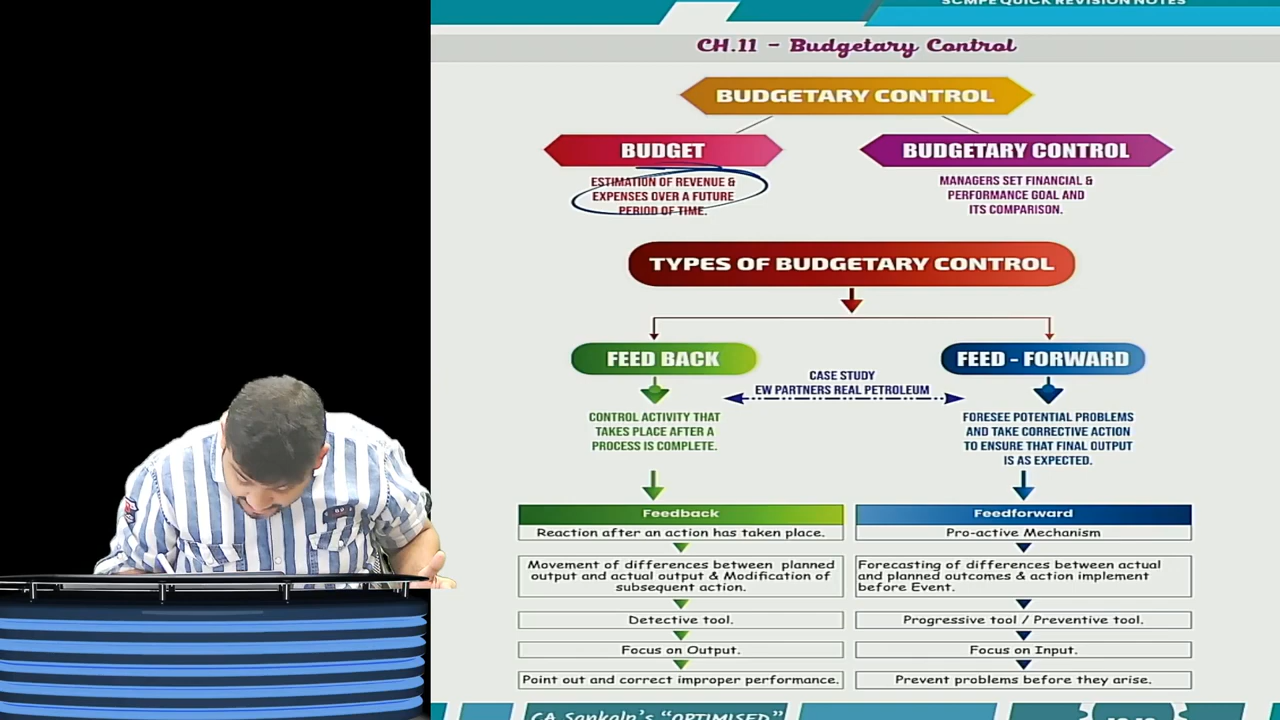 SCMPE QUICK REVISION NOTES
CH.11 - Budgetary Control
BUDGETARY CONTROL
BUDGET
BUDGETARY CONTROL
ESTIMATION OF REVENUE &
EXPENSES OVER A FUTURE
PERIOD OF TIME.
MANAGERS SET FINANCIAL &
PERFORMANCE GOAL AND
ITS COMPARISON.
TYPES OF BUDGETARY CONTROL
FEED BACK
FEED - FORWARD
CASE STUDY
EW PARTNERS REAL PETROLEUM
CONTROL ACTIVITY THAT
TAKES PLACE AFTER A
PROCESS IS COMPLETE.
FORESEE POTENTIAL PROBLEMS
AND TAKE CORRECTIVE ACTION
TO ENSURE THAT FINAL OUTPUT
IS AS EXPECTED.
Feedback
Reaction after an action has taken place.
Movement of differences between planned
output and actual output & Modification of
subsequent action.
Detective tool.
Focus on Output.
Point out and correct improper performance.
Feedforward
Pro-active Mechanism
Forecasting of differences between actual
and planned outcomes & action implement
before Event.
Progressive tool / Preventive tool.
Focus on Input.
Prevent problems before they arise.
CA Sankalp's "OPTIMISED"